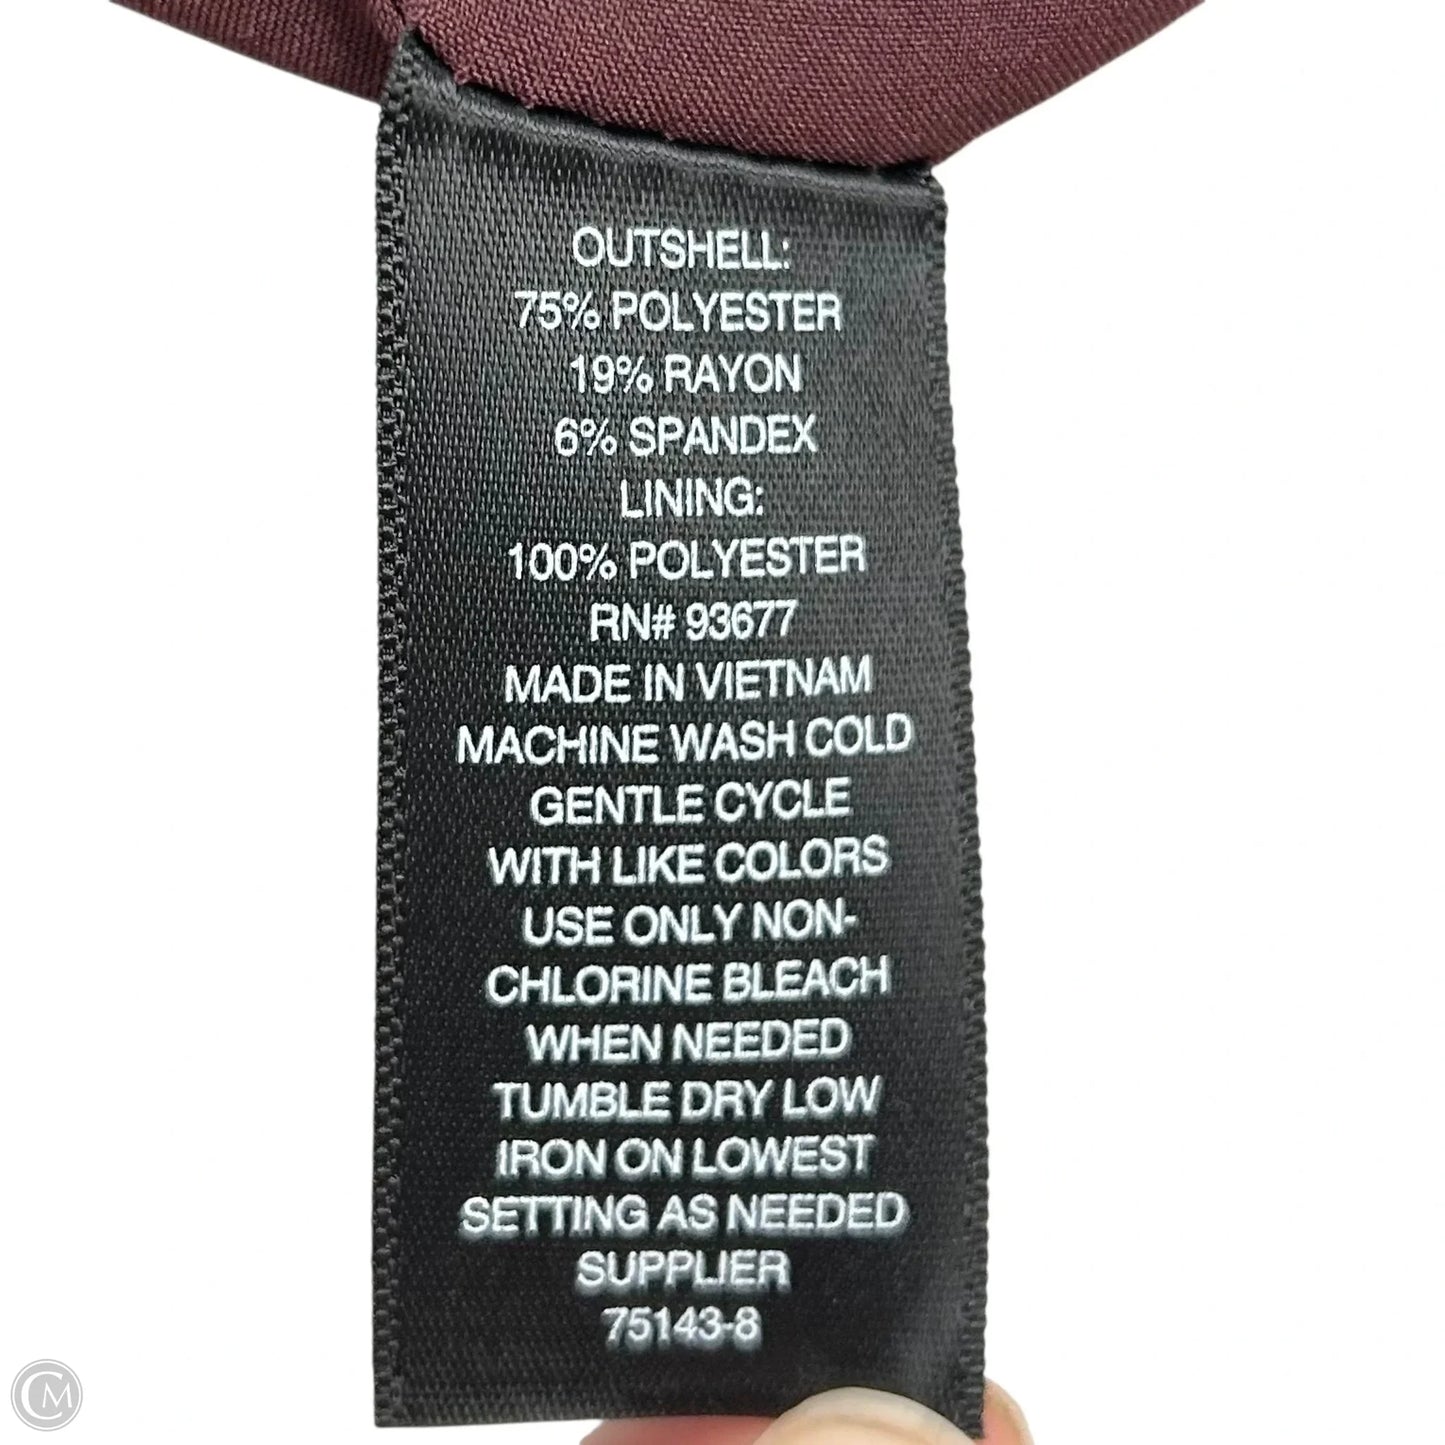 OUTSHELL:
75% POLYESTER
19% RAYON
6% SPANDEX
LINING:
100% POLYESTER
RN# 93677
MADE IN VIETNAM
MACHINE WASH COLD
GENTLE CYCLE
WITH LIKE COLORS
USE ONLY NON-
CHLORINE BLEACH
WHEN NEEDED
TUMBLE DRY LOW
IRON ON LOWEST
SETTING AS NEEDED
SUPPLIER
75143-8
CM